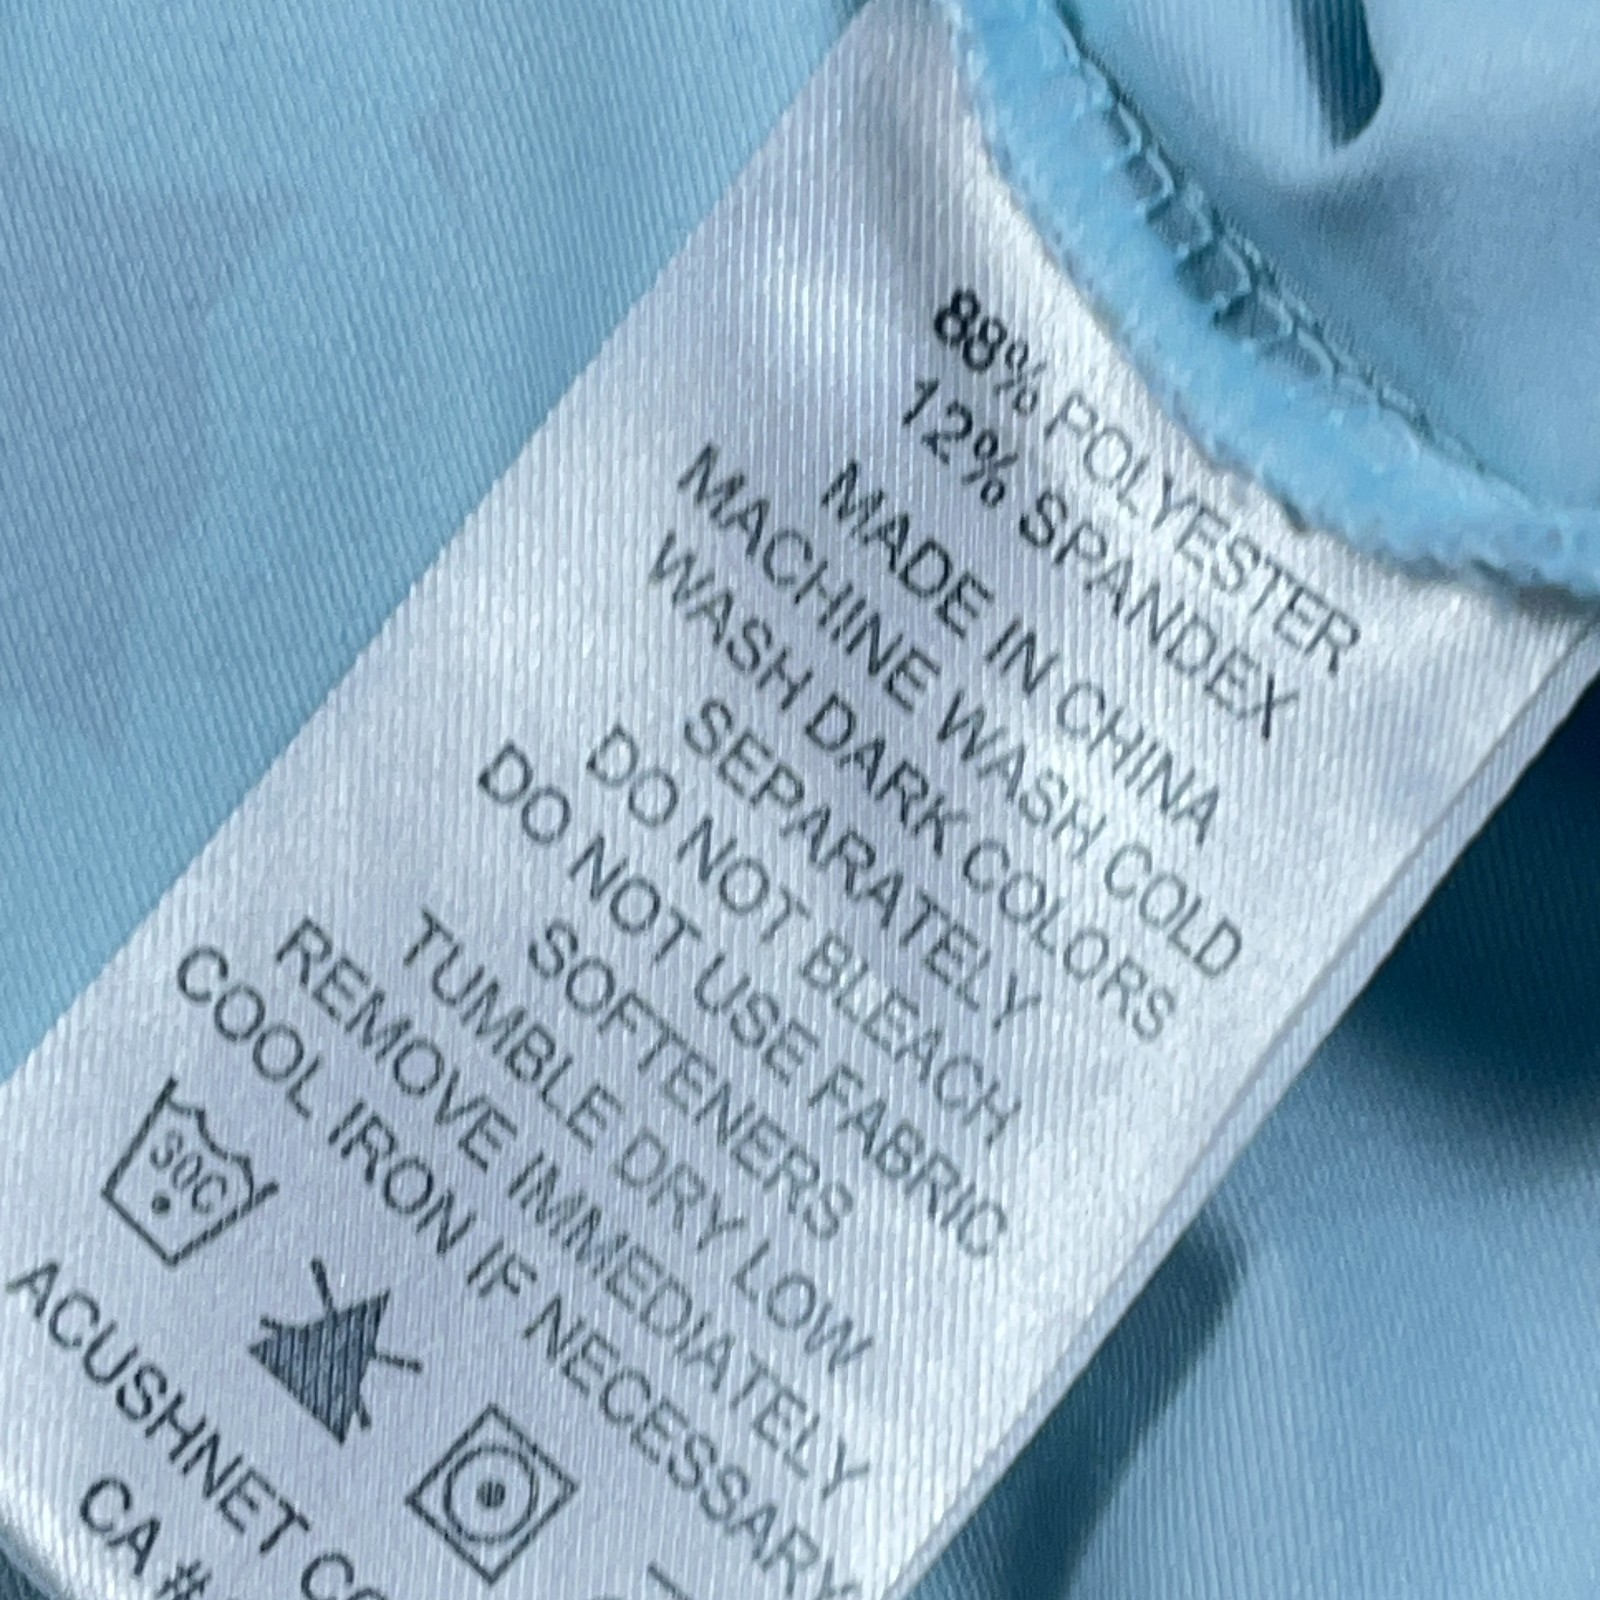 88% POLYESTER
12% SPANDEX
MADE IN CHINA
MACHINE WASH COLD
WASH DARK COLORS
SEPARATELY
DO NOT BLEACH
DO NOT USE FABRIC
SOFTENERS
TUMBLE DRY LOW
REMOVE IMMEDIATELY
COOL IRON IF NECESSARY
ACUSHNET
CA #